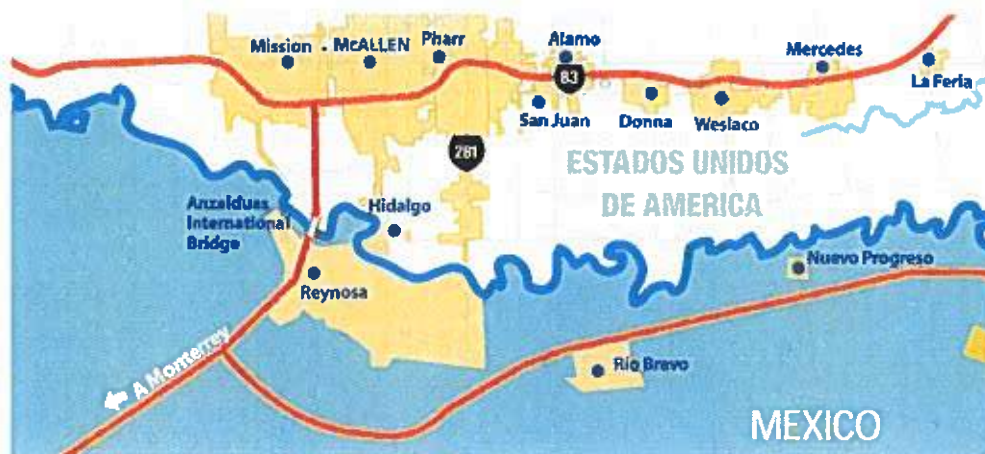 Mission
McALLEN
Pharr
Alamo
Mercedes
La Feria
83
San Juan
Donna
Weslaco
281
ESTADOS UNIDOS
DE AMERICA
Anzalduas
International
Bridge
Hidalgo
Nuevo Progreso
Reynosa
A Monterrey
Río Bravo
MEXICO